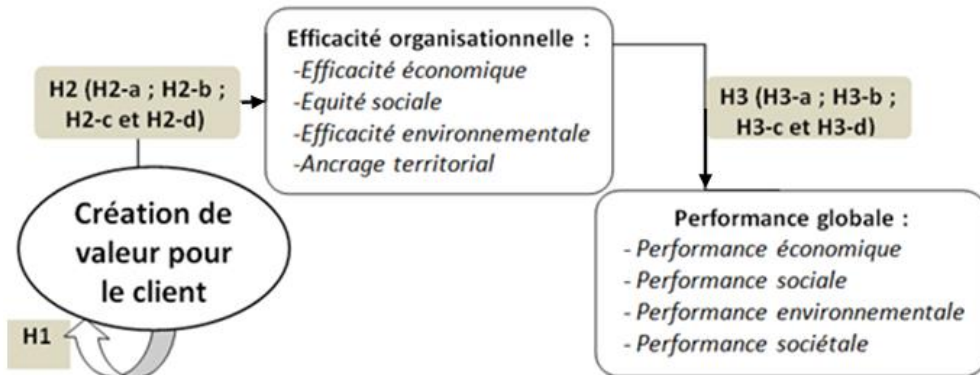 Efficacité organisationnelle :
-Efficacité économique
-Equité sociale
-Efficacité environnementale
-Ancrage territorial
H2 (H2-a ; H2-b ;
H2-c et H2-d)
H3 (H3-a ; H3-b ;
H3-c et H3-d)
Création de
valeur pour
le client
H1
Performance globale :
- Performance économique
- Performance sociale
- Performance environnementale
- Performance sociétale